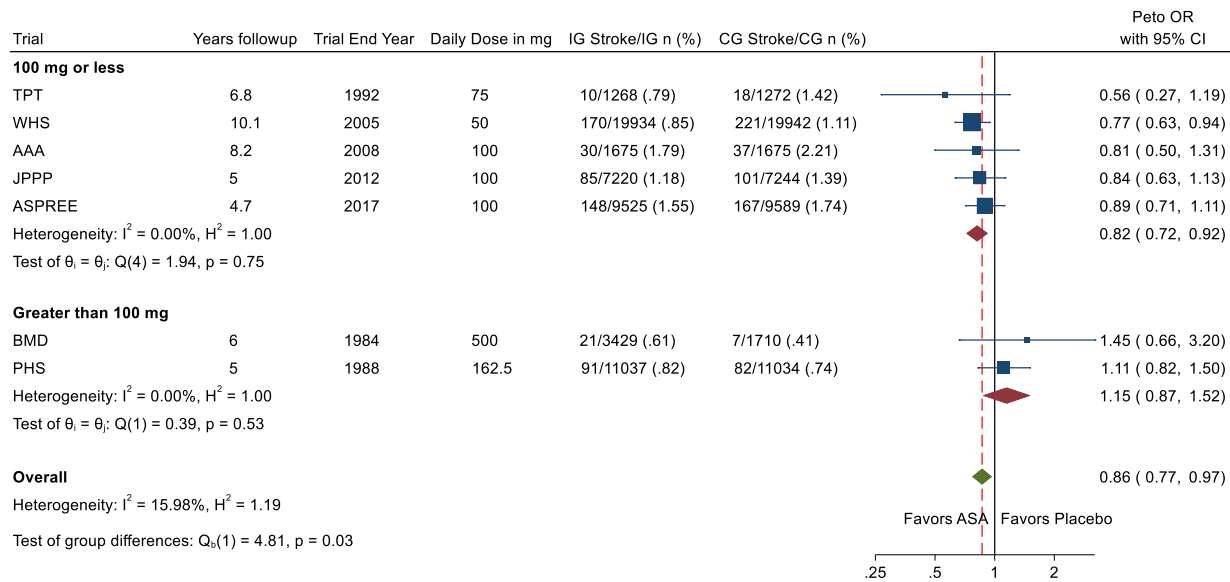 Peto OR
Trial Years followup Trial End Year Daily Dose in mg IG Stroke/IG n (%) CG Stroke/CG n (%) with 95% CI
100 mg or less
TPT 6.8 1992 75 10/1268 (.79) 18/1272 (1.42) 0.56 ( 0.27, 1.19)
WHS 10.1 2005 50 170/19934 (.85) 221/19942 (1.11) 0.77 ( 0.63, 0.94)
AAA 8.2 2008 100 30/1675 (1.79) 37/1675 (2.21) 0.81 ( 0.50, 1.31)
JPPP 5 2012 100 85/7220 (1.18) 101/7244 (1.39) 0.84 ( 0.63, 1.13)
ASPREE 4.7 2017 100 148/9525 (1.55) 167/9589 (1.74) 0.89 ( 0.71, 1.11)
Heterogeneity: I² = 0.00%, H² = 1.00 0.82 ( 0.72, 0.92)
Test of θᵢ = θⱼ: Q(4) = 1.94, p = 0.75
Greater than 100 mg
BMD 6 1984 500 21/3429 (.61) 7/1710 (.41) 1.45 ( 0.66, 3.20)
PHS 5 1988 162.5 91/11037 (.82) 82/11034 (.74) 1.11 ( 0.82, 1.50)
Heterogeneity: I² = 0.00%, H² = 1.00 1.15 ( 0.87, 1.52)
Test of θᵢ = θⱼ: Q(1) = 0.39, p = 0.53
Overall 0.86 ( 0.77, 0.97)
Heterogeneity: I² = 15.98%, H² = 1.19
Favors ASA Favors Placebo
Test of group differences: Q_b(1) = 4.81, p = 0.03
.25 .5 1 2